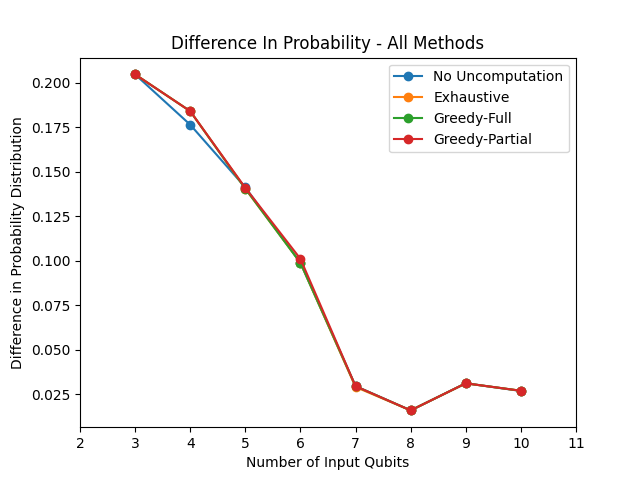 Difference In Probability - All Methods
Difference in Probability Distribution
0.200
0.175
0.150
0.125
0.100
0.075
0.050
0.025
No Uncomputation
Exhaustive
Greedy-Full
Greedy-Partial
2 3 4 5 6 7 8 9 10 11
Number of Input Qubits